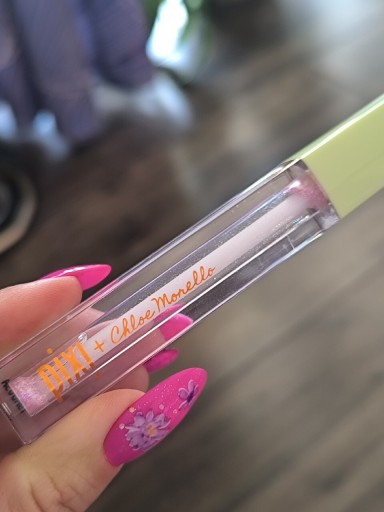 pixi + Chloe Morello